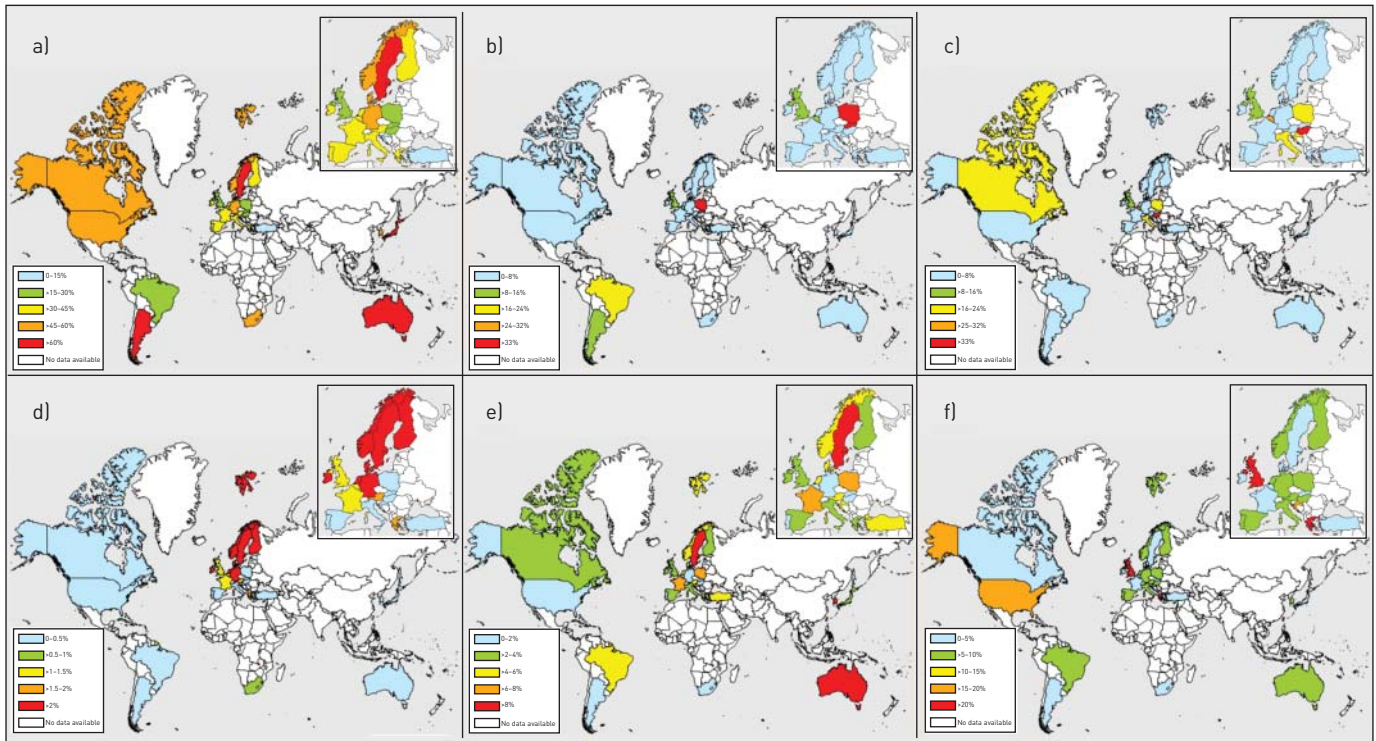 a)
0–15%
>15–30%
>30–45%
>45–60%
>60%
No data available
b)
0–8%
>8–16%
>16–24%
>24–32%
>33%
No data available
c)
0–8%
>8–16%
>16–24%
>25–32%
>33%
No data available
d)
0–0.5%
>0.5–1%
>1–1.5%
>1.5–2%
>2%
No data available
e)
0–2%
>2–4%
>4–6%
>6–8%
>8%
No data available
f)
0–5%
>5–10%
>10–15%
>15–20%
>20%
No data available